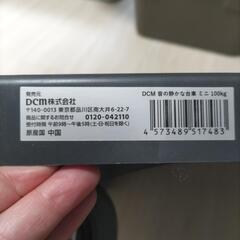 発売元
DCM株式会社
〒140-0013 東京都品川区南大井6-22-7
商品に関するお問合せ 0120-042110
受付時間/午前9時~午後5時(土・日・祝日を除く)
原産国 中国
DCM 音の静かな台車 ミニ 100kg
4 573489 517483